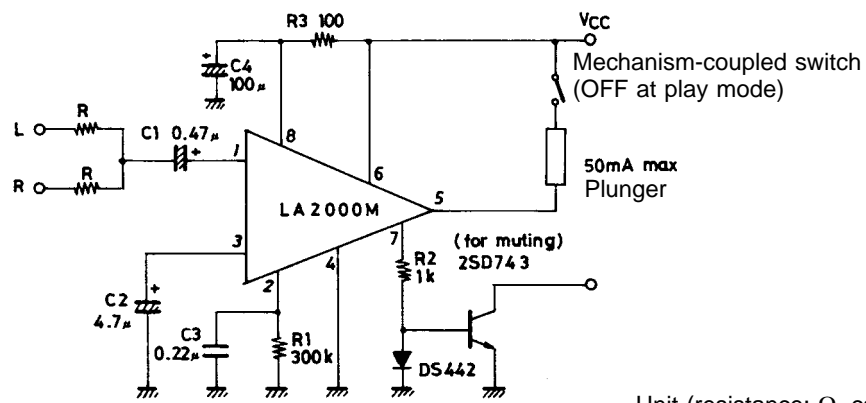 R3 100
VCC
C4
100μ
Mechanism-coupled switch
(OFF at play mode)
L
R
C1 0.47μ
8
R
R
1
6
50mA max
Plunger
LA2000M
5
3
7
(for muting)
2SD743
4
R2
1k
2
C2
4.7μ
C3
0.22μ
R1
300k
DS442
Unit (resistance: Ω